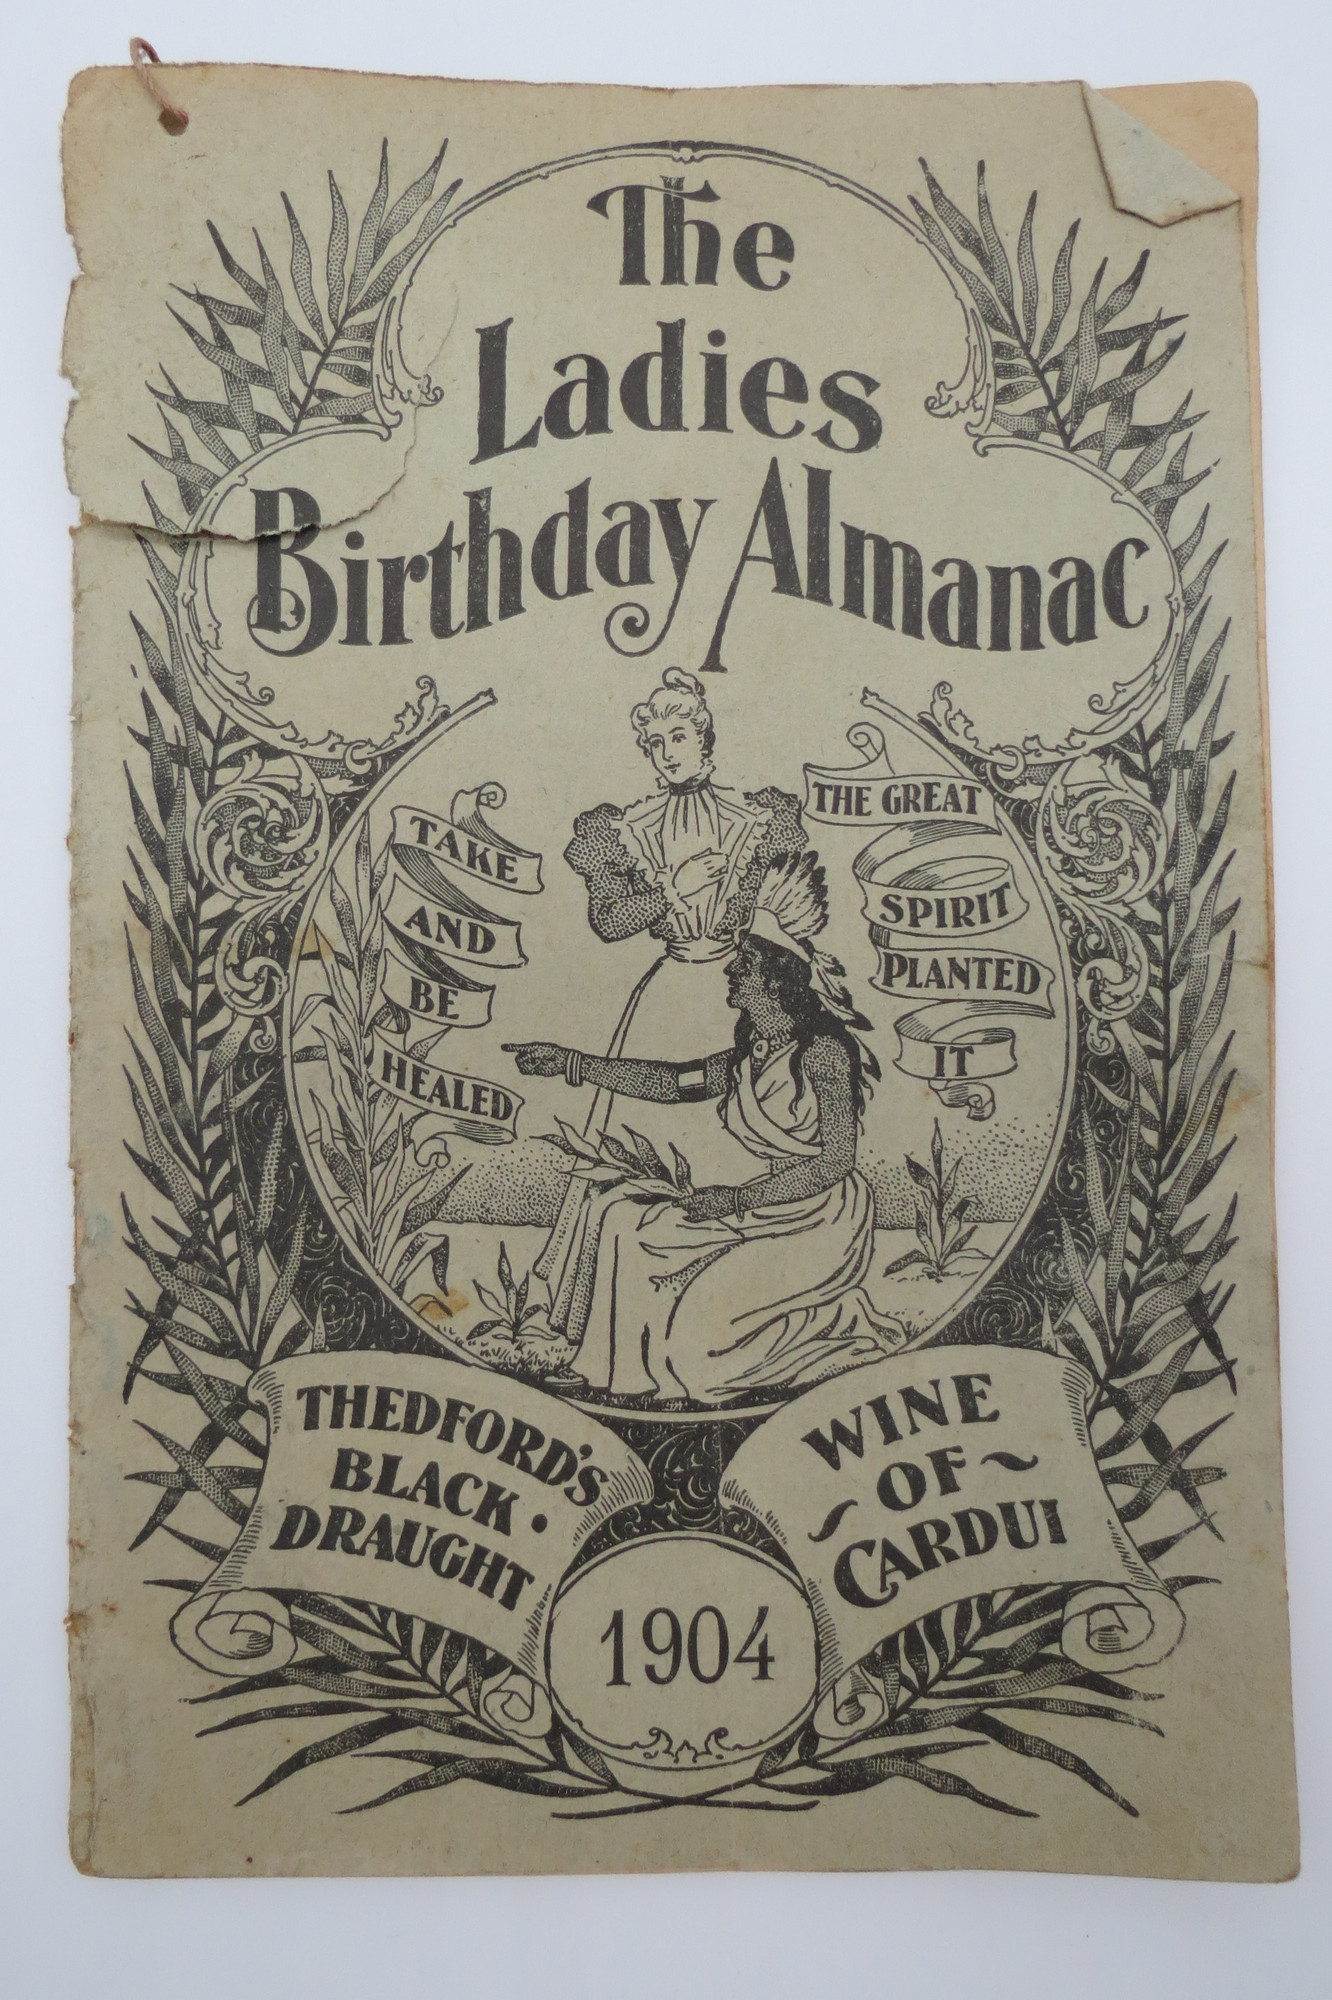 The
Ladies
Birthday Almanac
TAKE
AND
BE
HEALED
THE GREAT
SPIRIT
PLANTED
IT
THEDFORD'S
BLACK.
DRAUGHT
WINE
OF
CARDUI
1904